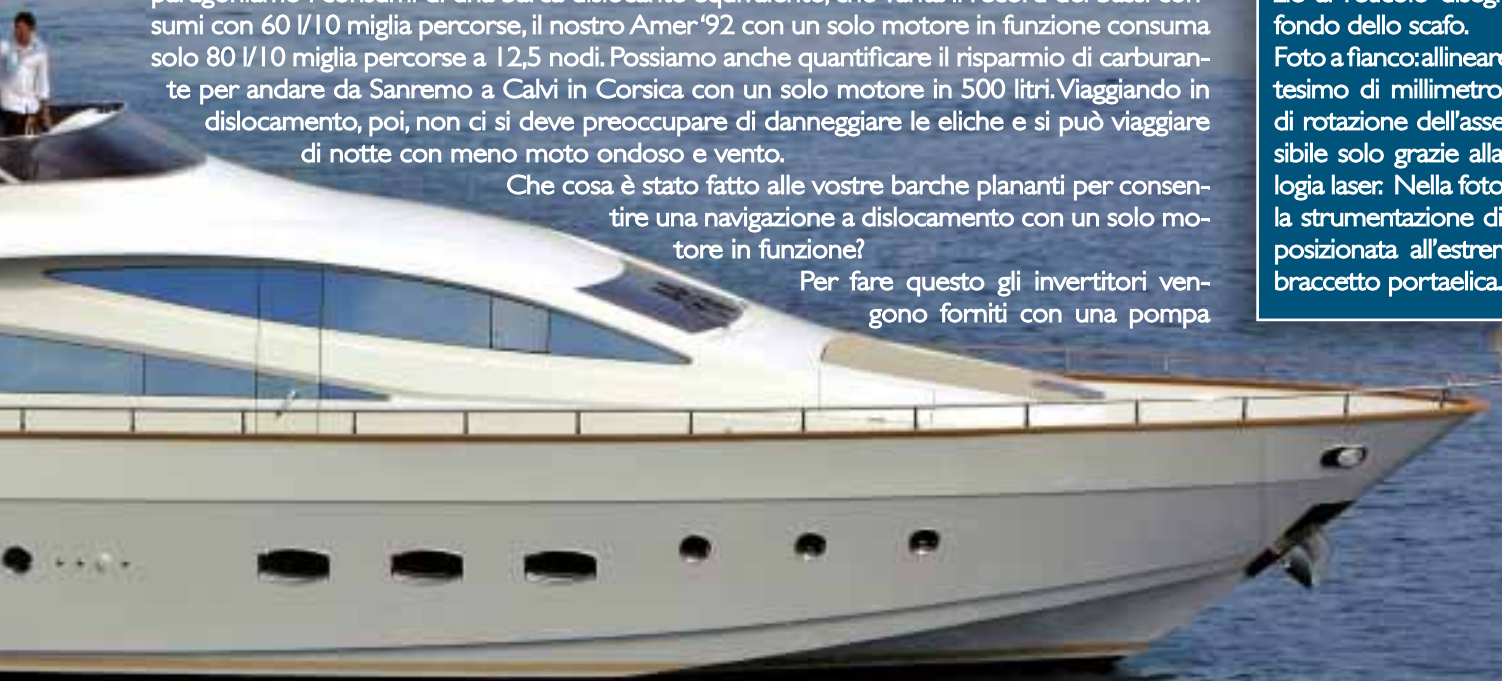 sumi con 60 l/10 miglia percorse, il nostro Amer '92 con un solo motore in funzione consuma
solo 80 l/10 miglia percorse a 12,5 nodi. Possiamo anche quantificare il risparmio di carburan-
te per andare da Sanremo a Calvi in Corsica con un solo motore in 500 litri. Viaggiando in
dislocamento, poi, non ci si deve preoccupare di danneggiare le eliche e si può viaggiare
di notte con meno moto ondoso e vento.
Che cosa è stato fatto alle vostre barche plananti per consen-
tire una navigazione a dislocamento con un solo mo-
tore in funzione?
Per fare questo gli invertitori ven-
gono forniti con una pompa
fondo dello scafo.
Foto a fianco: allineare
tesimo di millimetro
di rotazione dell'asse
sibile solo grazie alla
logia laser. Nella foto
la strumentazione di
posizionata all'estrem
braccetto portaelica.